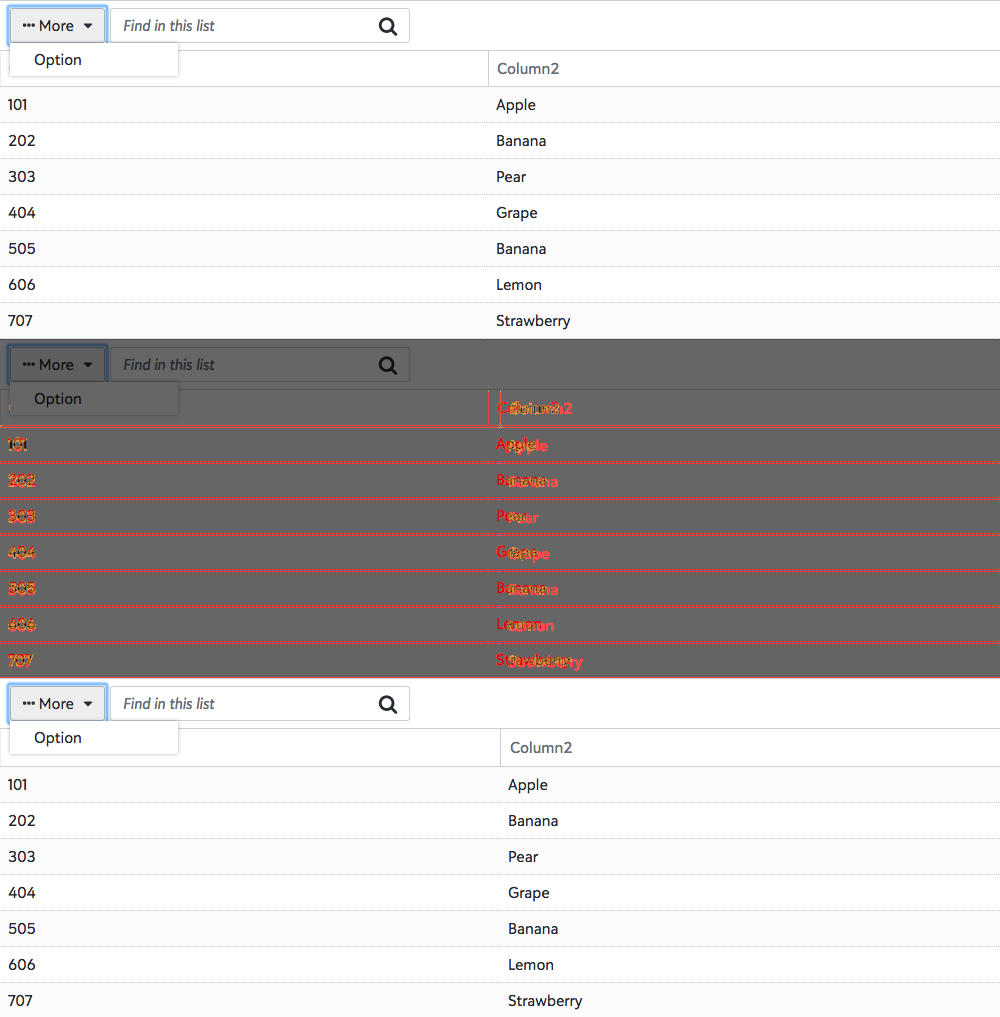 ••• More Find in this list
Option
Column2
101 Apple
202 Banana
303 Pear
404 Grape
505 Banana
606 Lemon
707 Strawberry
••• More Find in this list
Option
Column2
101 Apple
202 Banana
303 Pear
404 Grape
505 Banana
606 Lemon
707 Strawberry
••• More Find in this list
Option
Column2
101 Apple
202 Banana
303 Pear
404 Grape
505 Banana
606 Lemon
707 Strawberry